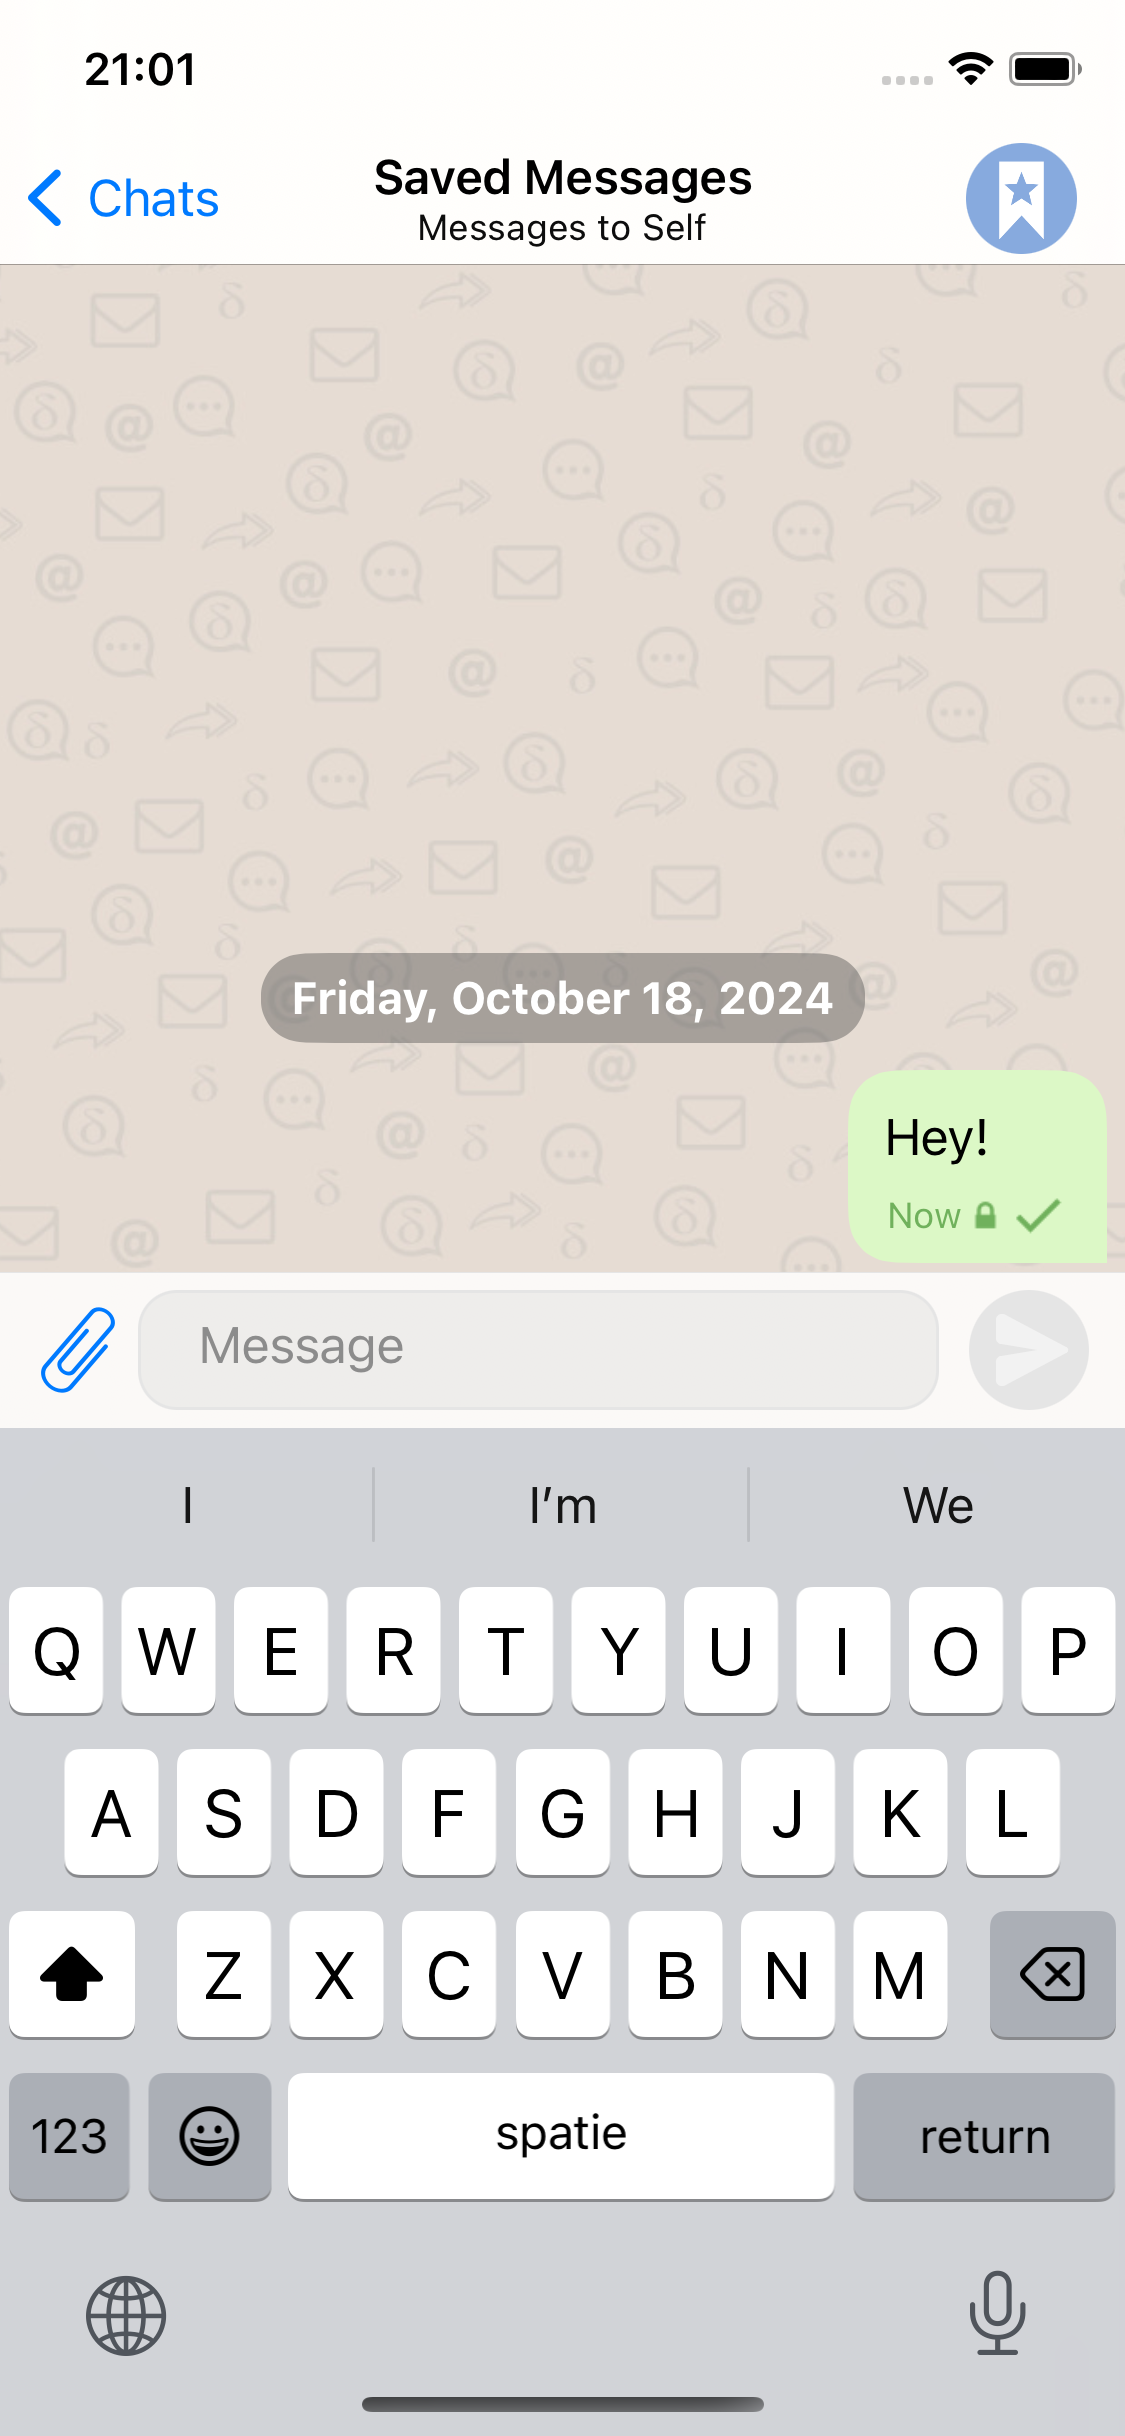 21:01
Chats
Saved Messages
Messages to Self
Friday, October 18, 2024
Hey!
Now
Message
I I’m We
Q W E R T Y U I O P
A S D F G H J K L
Z X C V B N M
123 spatie return